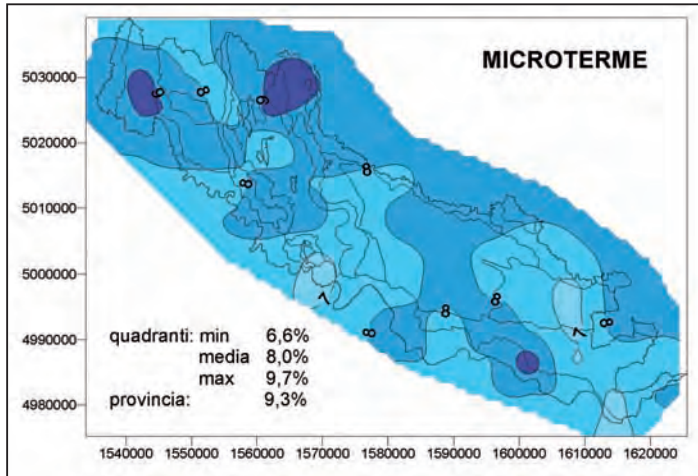 MICROTERME
5030000
5020000
5010000
5000000
4990000
4980000
9 8 9
8
8
8
7
8 8 8 8
7
quadranti: min 6,6%
media 8,0%
max 9,7%
provincia: 9,3%
1540000 1550000 1560000 1570000 1580000 1590000 1600000 1610000 1620000